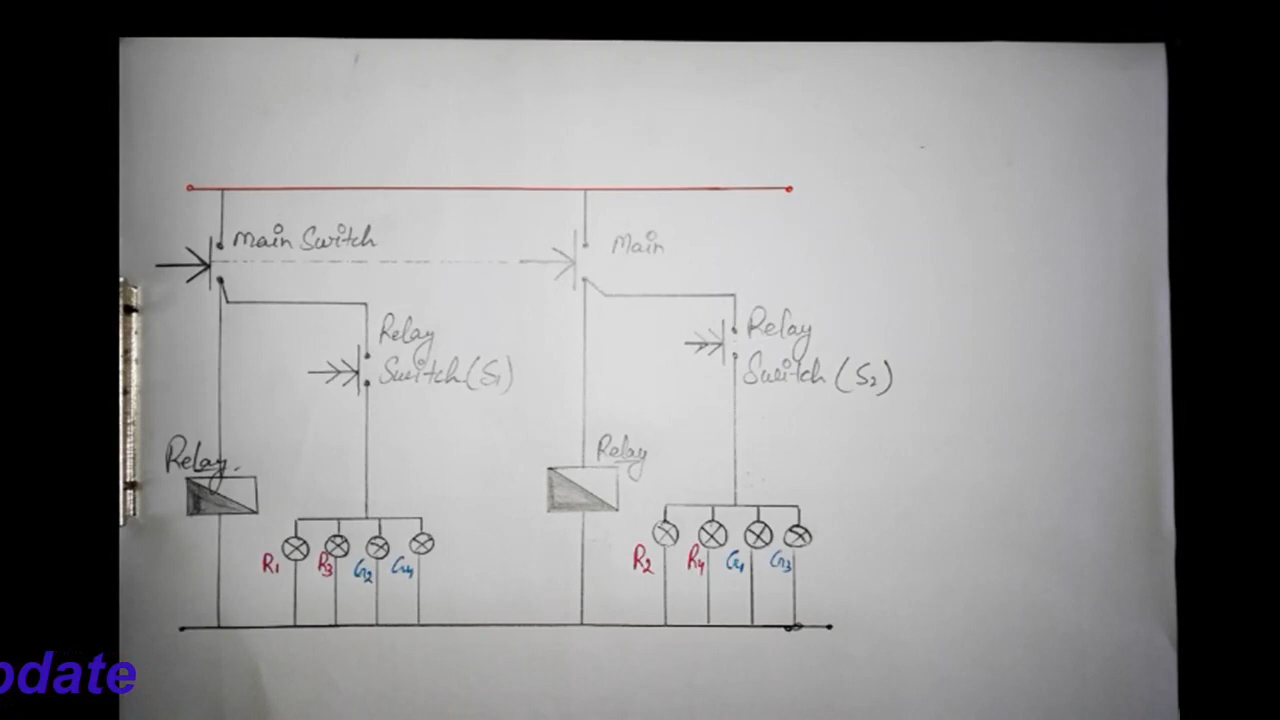 Main Switch
Main
Relay
Switch (S1)
Relay
Switch (S2)
Relay.
Relay
R1
R3
G2
G4
R2
R4
G1
G3
pdate